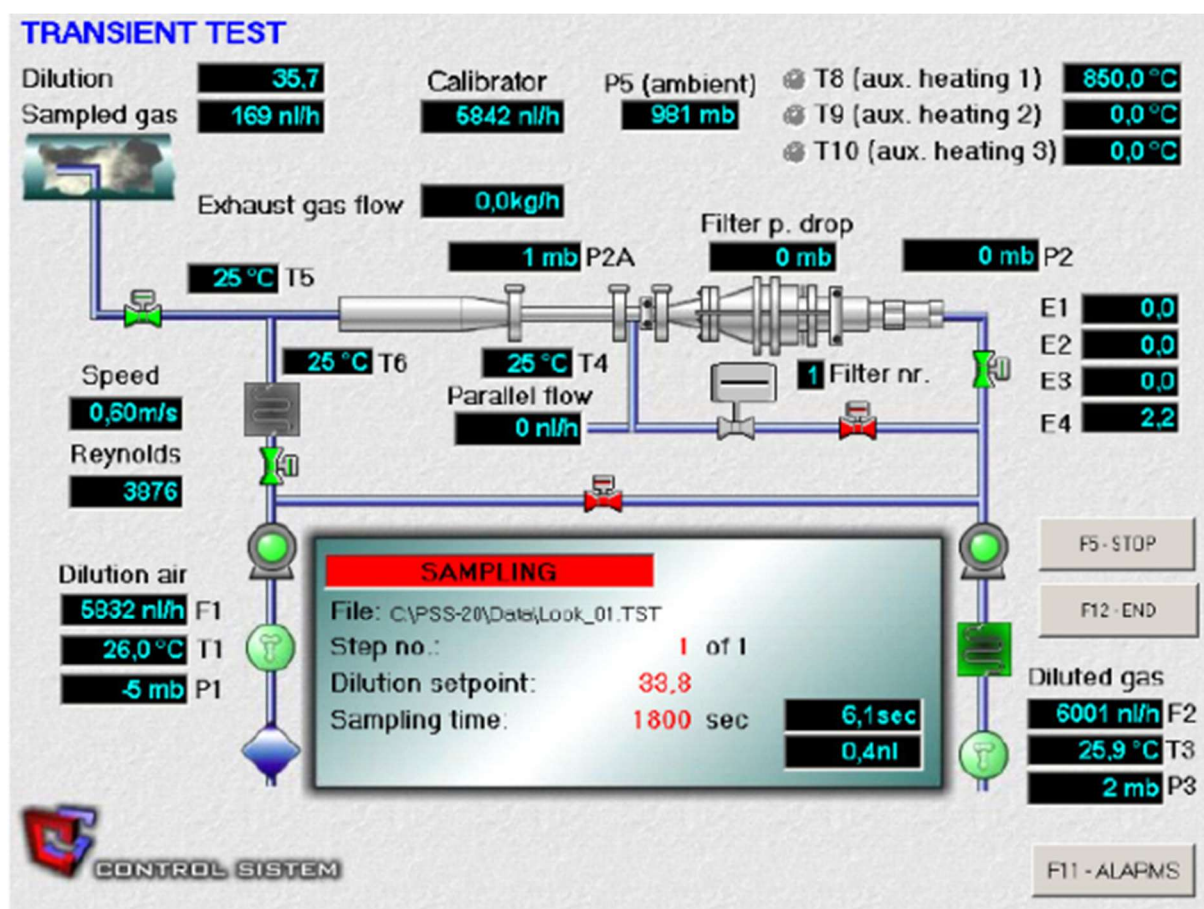 TRANSIENT TEST
Dilution 35,7
Sampled gas 169 nl/h
Calibrator
5842 nl/h
P5 (ambient)
981 mb
T8 (aux. heating 1) 850,0 °C
T9 (aux. heating 2) 0,0 °C
T10 (aux. heating 3) 0,0 °C
Exhaust gas flow 0,0kg/h
Filter p. drop
0 mb
1 mb P2A
0 mb P2
25 °C T5
25 °C T6
25 °C T4
E1 0,0
E2 0,0
E3 0,0
E4 2,2
Speed
0,60m/s
Reynolds
3876
Parallel flow
0 nl/h
1 Filter nr.
Dilution air
5832 nl/h F1
26,0 °C T1
-5 mb P1
SAMPLING
File: C:\PSS-20\Data\Look_01.TST
Step no.: 1 of 1
Dilution setpoint: 33,8
Sampling time: 1800 sec
6,1sec
0,4nl
F5 - STOP
F12 - END
Diluted gas
6001 nl/h F2
25,9 °C T3
2 mb P3
CONTROL SISTEM
F11 - ALARMS